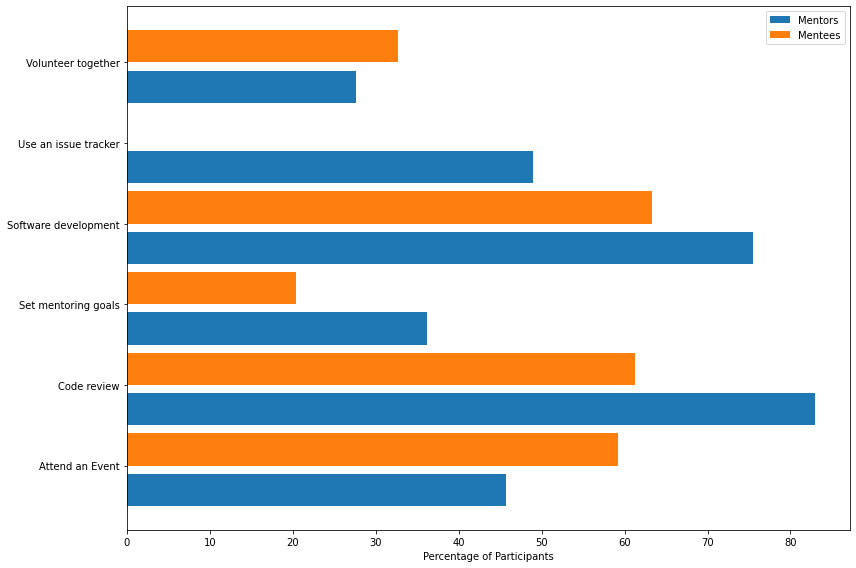 Mentors
Mentees
Volunteer together
Use an issue tracker
Software development
Set mentoring goals
Code review
Attend an Event
0 10 20 30 40 50 60 70 80
Percentage of Participants